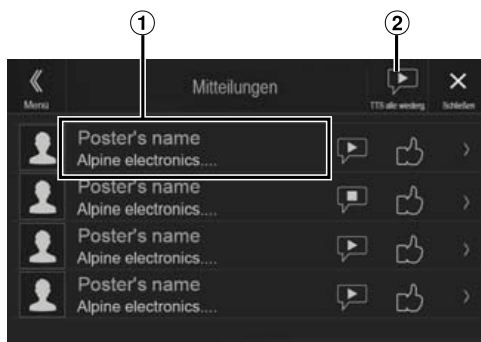 1 2
Menü Mitteilungen TTS alle wiederg. Schließen
Poster's name
Alpine electronics....
Poster's name
Alpine electronics....
Poster's name
Alpine electronics....
Poster's name
Alpine electronics....